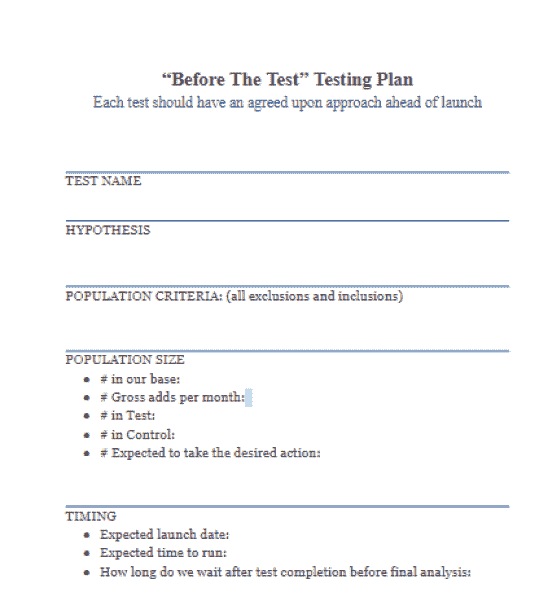 “Before The Test” Testing Plan
Each test should have an agreed upon approach ahead of launch
TEST NAME
HYPOTHESIS
POPULATION CRITERIA: (all exclusions and inclusions)
POPULATION SIZE
• # in our base:
• # Gross adds per month:
• # in Test:
• # in Control:
• # Expected to take the desired action:
TIMING
• Expected launch date:
• Expected time to run:
• How long do we wait after test completion before final analysis: